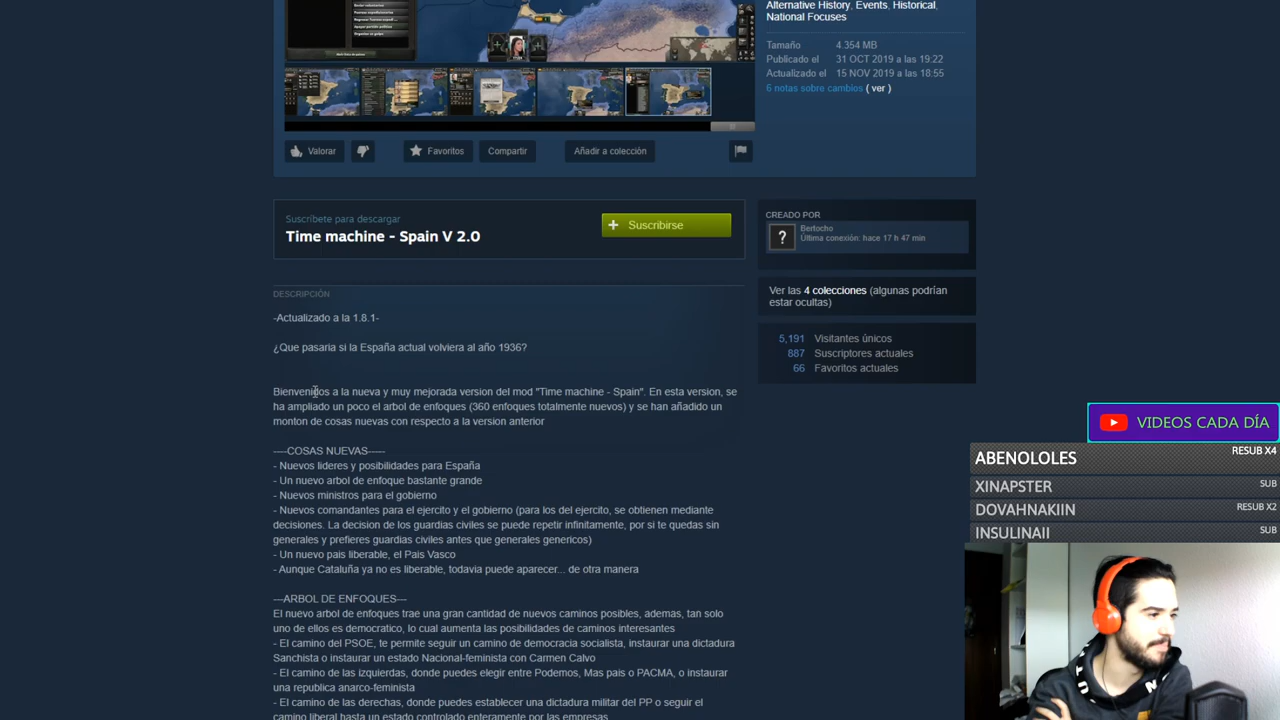 Alternative History, Events, Historical,
National Focuses
Tamaño 4.354 MB
Publicado el 31 OCT 2019 a las 19:22
Actualizado el 15 NOV 2019 a las 18:55
6 notas sobre cambios ( ver )
Valorar
Favoritos
Compartir
Añadir a colección
Suscríbete para descargar
Time machine - Spain V 2.0
+ Suscribirse
CREADO POR
?
Bertocho
Última conexión: hace 17 h 47 min
Ver las 4 colecciones (algunas podrían
estar ocultas)
5,191 Visitantes únicos
887 Suscriptores actuales
66 Favoritos actuales
DESCRIPCIÓN
-Actualizado a la 1.8.1-
¿Que pasaria si la España actual volviera al año 1936?
Bienvenidos a la nueva y muy mejorada version del mod "Time machine - Spain". En esta version, se
ha ampliado un poco el arbol de enfoques (360 enfoques totalmente nuevos) y se han añadido un
monton de cosas nuevas con respecto a la version anterior
----COSAS NUEVAS-----
- Nuevos lideres y posibilidades para España
- Un nuevo arbol de enfoque bastante grande
- Nuevos ministros para el gobierno
- Nuevos comandantes para el ejercito y el gobierno (para los del ejercito, se obtienen mediante
decisiones. La decision de los guardias civiles se puede repetir infinitamente, por si te quedas sin
generales y prefieres guardias civiles antes que generales genericos)
- Un nuevo pais liberable, el Pais Vasco
- Aunque Cataluña ya no es liberable, todavia puede aparecer... de otra manera
---ARBOL DE ENFOQUES---
El nuevo arbol de enfoques trae una gran cantidad de nuevos caminos posibles, ademas, tan solo
uno de ellos es democratico, lo cual aumenta las posibilidades de caminos interesantes
- El camino del PSOE, te permite seguir un camino de democracia socialista, instaurar una dictadura
Sanchista o instaurar un estado Nacional-feminista con Carmen Calvo
- El camino de las izquierdas, donde puedes elegir entre Podemos, Mas pais o PACMA, o instaurar
una republica anarco-feminista
- El camino de las derechas, donde puedes establecer una dictadura militar del PP o seguir el
camino liberal hasta un estado controlado enteramente por las empresas
VIDEOS CADA DÍA
ABENOLOLES RESUB X4
XINAPSTER SUB
DOVAHNAKIIN RESUB X2
INSULINAII SUB